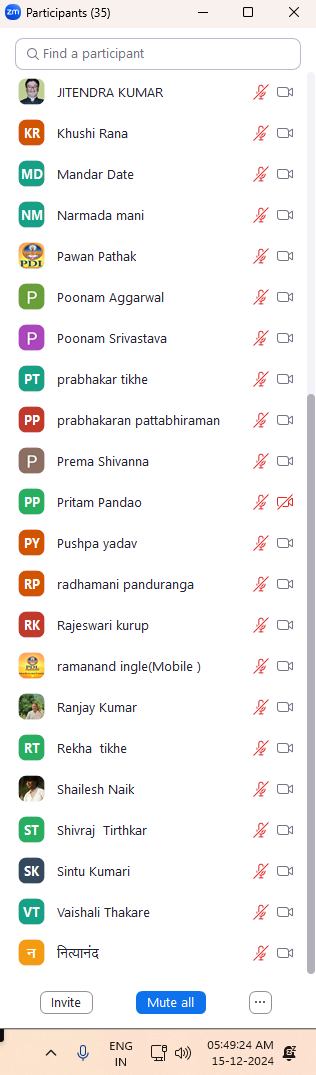 zm Participants (35)
Find a participant
JITENDRA KUMAR
KR Khushi Rana
MD Mandar Date
NM Narmada mani
PDI Pawan Pathak
P Poonam Aggarwal
P Poonam Srivastava
PT prabhakar tikhe
PP prabhakaran pattabhiraman
P Prema Shivanna
PP Pritam Pandao
PY Pushpa yadav
RP radhamani panduranga
RK Rajeswari kurup
PDI ramanand ingle(Mobile )
Ranjay Kumar
RT Rekha  tikhe
Shailesh Naik
ST Shivraj  Tirthkar
SK Sintu Kumari
VT Vaishali Thakare
न नित्यानंद
Invite Mute all ...
ENG 05:49:24 AM
IN 15-12-2024